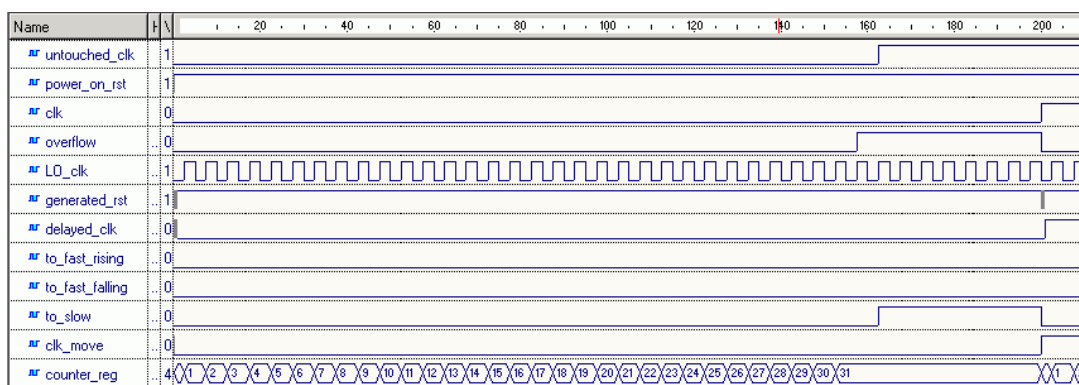 Name 20 40 60 80 100 120 140 160 180 200
untouched_clk 1
power_on_rst 1
clk 0
overflow 0
LO_clk 1
generated_rst 1
delayed_clk 0
to_fast_rising 0
to_fast_falling 0
to_slow 0
clk_move 0
counter_reg 4 1 2 3 4 5 6 7 8 9 10 11 12 13 14 15 16 17 18 19 20 21 22 23 24 25 26 27 28 29 30 31 1